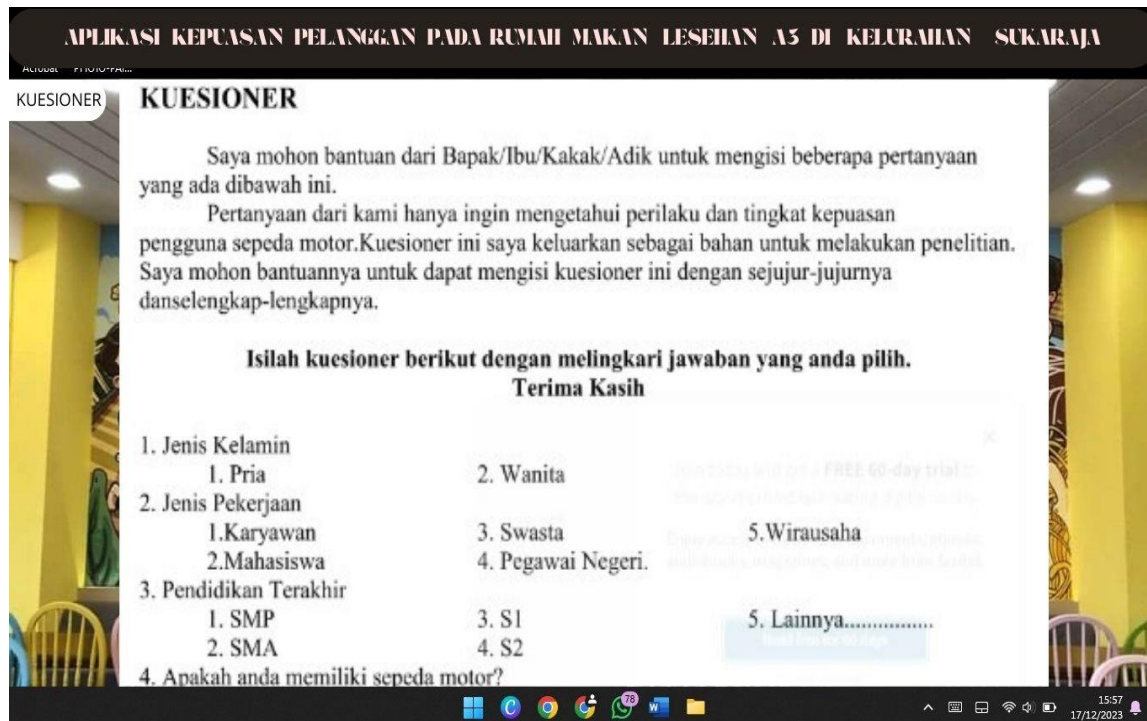 APLIKASI KEPUASAN PELANGGAN PADA RUMAH MAKAN LESEHAN A3 DI KELURAHAN SUKARAJA
Acrobat
KUESIONER
KUESIONER
Saya mohon bantuan dari Bapak/Ibu/Kakak/Adik untuk mengisi beberapa pertanyaan
yang ada dibawah ini.
Pertanyaan dari kami hanya ingin mengetahui perilaku dan tingkat kepuasan
pengguna sepeda motor.Kuesioner ini saya keluarkan sebagai bahan untuk melakukan penelitian.
Saya mohon bantuannya untuk dapat mengisi kuesioner ini dengan sejujur-jujurnya
danselengkap-lengkapnya.
Isilah kuesioner berikut dengan melingkari jawaban yang anda pilih.
Terima Kasih
1. Jenis Kelamin
1. Pria 2. Wanita
FREE 60-day trial
2. Jenis Pekerjaan
1.Karyawan 3. Swasta 5.Wirausaha
2.Mahasiswa 4. Pegawai Negeri.
3. Pendidikan Terakhir
1. SMP 3. S1 5. Lainnya................
2. SMA 4. S2
4. Apakah anda memiliki sepeda motor?
78
15:57
17/12/2023